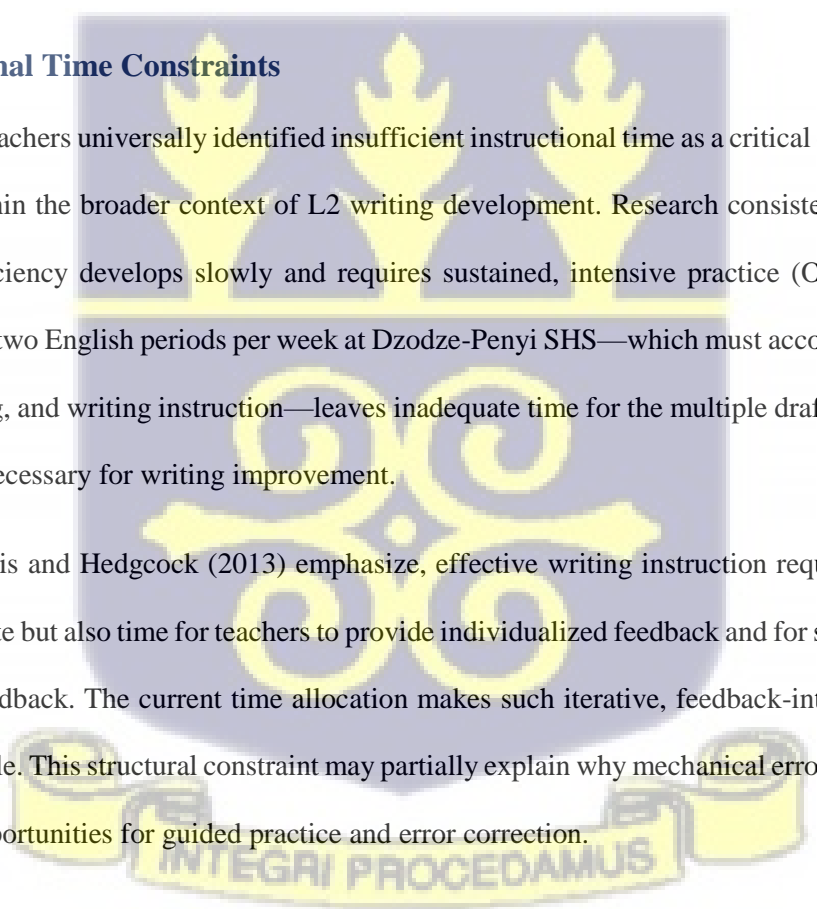 nal Time Constraints
achers universally identified insufficient instructional time as a critical
in the broader context of L2 writing development. Research consiste
ciency develops slowly and requires sustained, intensive practice (O
two English periods per week at Dzodze-Penyi SHS—which must acco
g, and writing instruction—leaves inadequate time for the multiple draf
ecessary for writing improvement.
is and Hedgcock (2013) emphasize, effective writing instruction requ
te but also time for teachers to provide individualized feedback and for s
dback. The current time allocation makes such iterative, feedback-int
le. This structural constraint may partially explain why mechanical erro
portunities for guided practice and error correction.
INTEGRI PROCEDAMUS